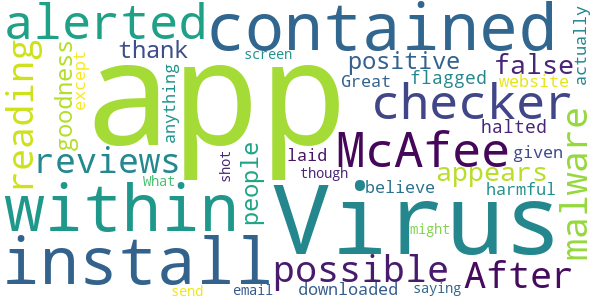 alerted contained
app
reading goodness except thank screen positive false actually
Great flagged website
anything checker
reviews people laid McAfee halted
shot though given malware
within What believe appears harmful
Virus might
install possible After
send email downloaded saying